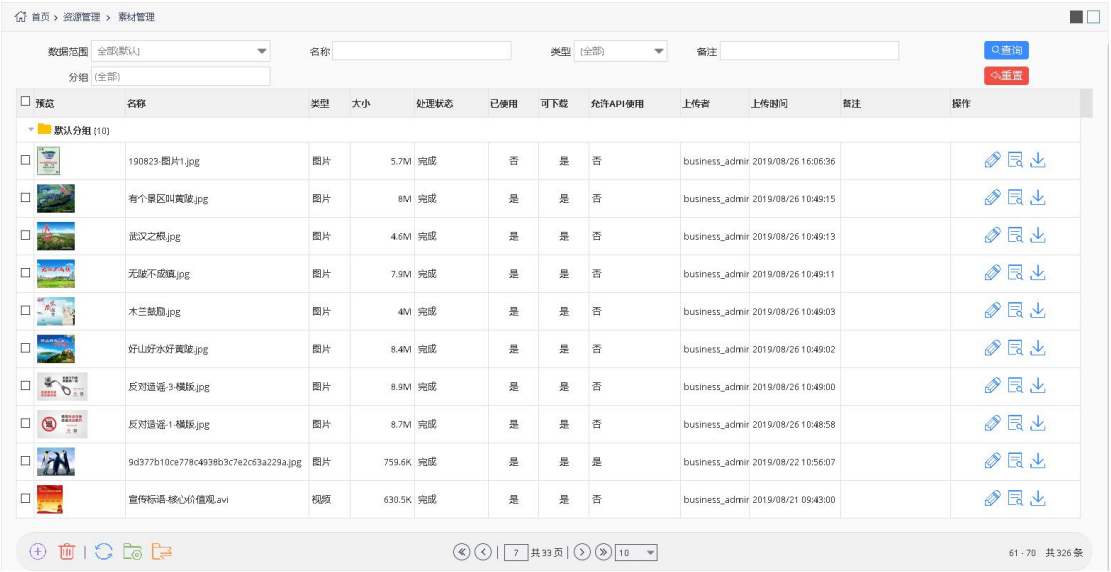 首页 › 资源管理 › 素材管理
数据范围 全部(默认) 名称 类型 (全部) 备注 查询
分组 (全部) 重置
预览 名称 类型 大小 处理状态 已使用 可下载 允许API使用 上传者 上传时间 备注 操作
默认分组 (10)
190823-图片1.jpg 图片 5.7M 完成 否 是 否 business_admin 2019/08/26 16:06:36
有个景区叫黄陂.jpg 图片 8M 完成 是 是 否 business_admin 2019/08/26 10:49:15
武汉之根.jpg 图片 4.6M 完成 是 是 否 business_admin 2019/08/26 10:49:13
无陂不成镇.jpg 图片 7.9M 完成 是 是 否 business_admin 2019/08/26 10:49:11
木兰鼓励.jpg 图片 4M 完成 是 是 否 business_admin 2019/08/26 10:49:03
好山好水好黄陂.jpg 图片 8.4M 完成 是 是 否 business_admin 2019/08/26 10:49:02
反对造谣-3-横版.jpg 图片 8.9M 完成 是 是 否 business_admin 2019/08/26 10:49:00
反对造谣-1-横版.jpg 图片 8.7M 完成 是 是 否 business_admin 2019/08/26 10:48:58
9d377b10ce778c4938b3c7e2c63a229a.jpg 图片 759.6K 完成 是 是 是 business_admin 2019/08/22 10:56:07
宣传标语-核心价值观.avi 视频 630.5K 完成 是 是 否 business_admin 2019/08/21 09:43:00
7 共33页 10 61 - 70 共326条